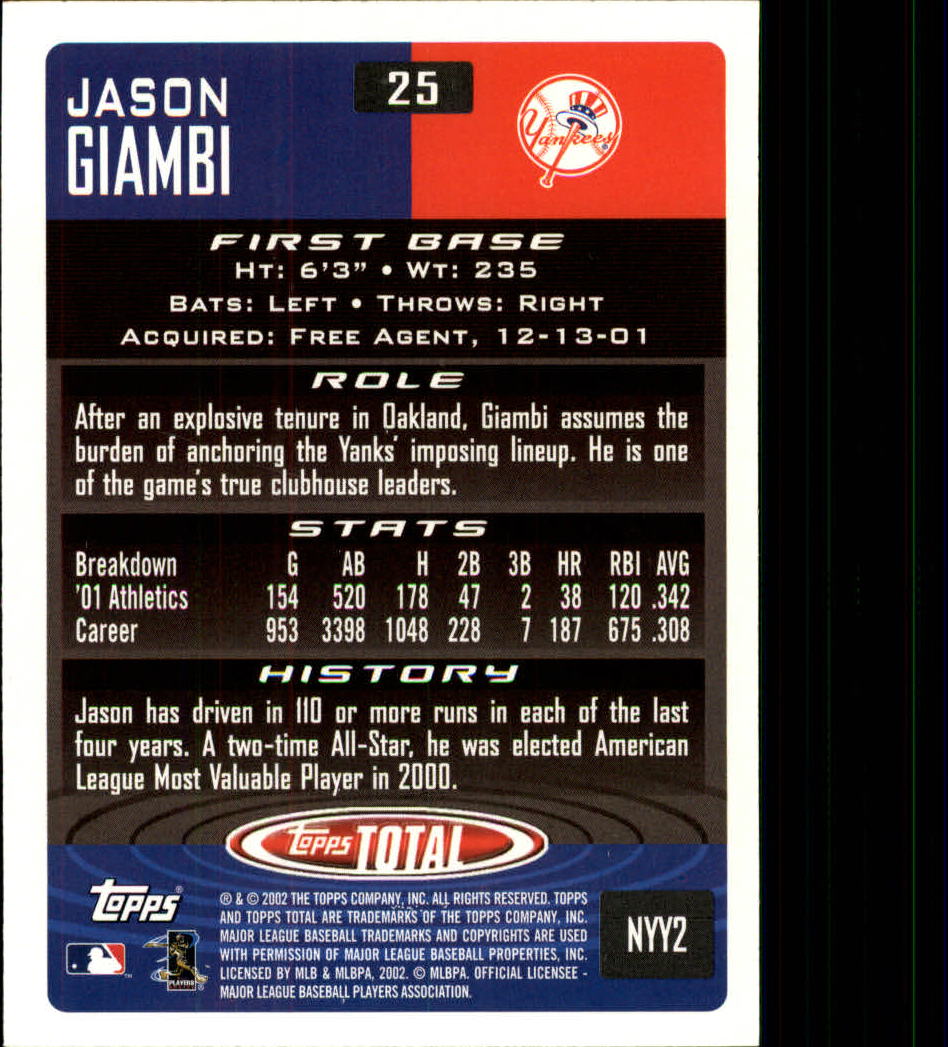 JASON
GIAMBI
25
Yankees
FIRST BASE
HT: 6'3" • WT: 235
BATS: LEFT • THROWS: RIGHT
ACQUIRED: FREE AGENT, 12-13-01
ROLE
After an explosive tenure in Oakland, Giambi assumes the
burden of anchoring the Yanks' imposing lineup. He is one
of the game's true clubhouse leaders.
STATS
Breakdown G AB H 2B 3B HR RBI AVG
'01 Athletics 154 520 178 47 2 38 120 .342
Career 953 3398 1048 228 7 187 675 .308
HISTORY
Jason has driven in 110 or more runs in each of the last
four years. A two-time All-Star, he was elected American
League Most Valuable Player in 2000.
Topps TOTAL
Topps®
® & © 2002 THE TOPPS COMPANY, INC. ALL RIGHTS RESERVED. TOPPS
AND TOPPS TOTAL ARE TRADEMARKS OF THE TOPPS COMPANY, INC.
MAJOR LEAGUE BASEBALL TRADEMARKS AND COPYRIGHTS ARE USED
WITH PERMISSION OF MAJOR LEAGUE BASEBALL PROPERTIES, INC.
LICENSED BY MLB & MLBPA, 2002. © MLBPA. OFFICIAL LICENSEE -
MAJOR LEAGUE BASEBALL PLAYERS ASSOCIATION.
NYY2
PLAYERS